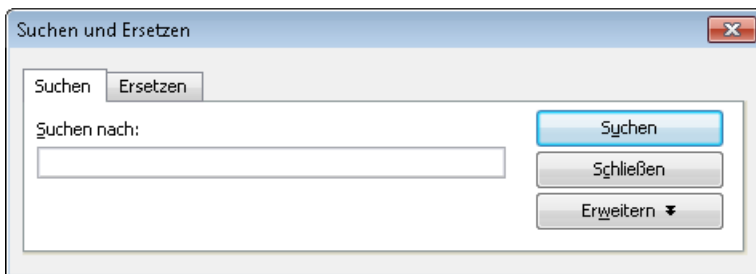 Suchen und Ersetzen
Suchen Ersetzen
Suchen nach:
Suchen
Schließen
Erweitern